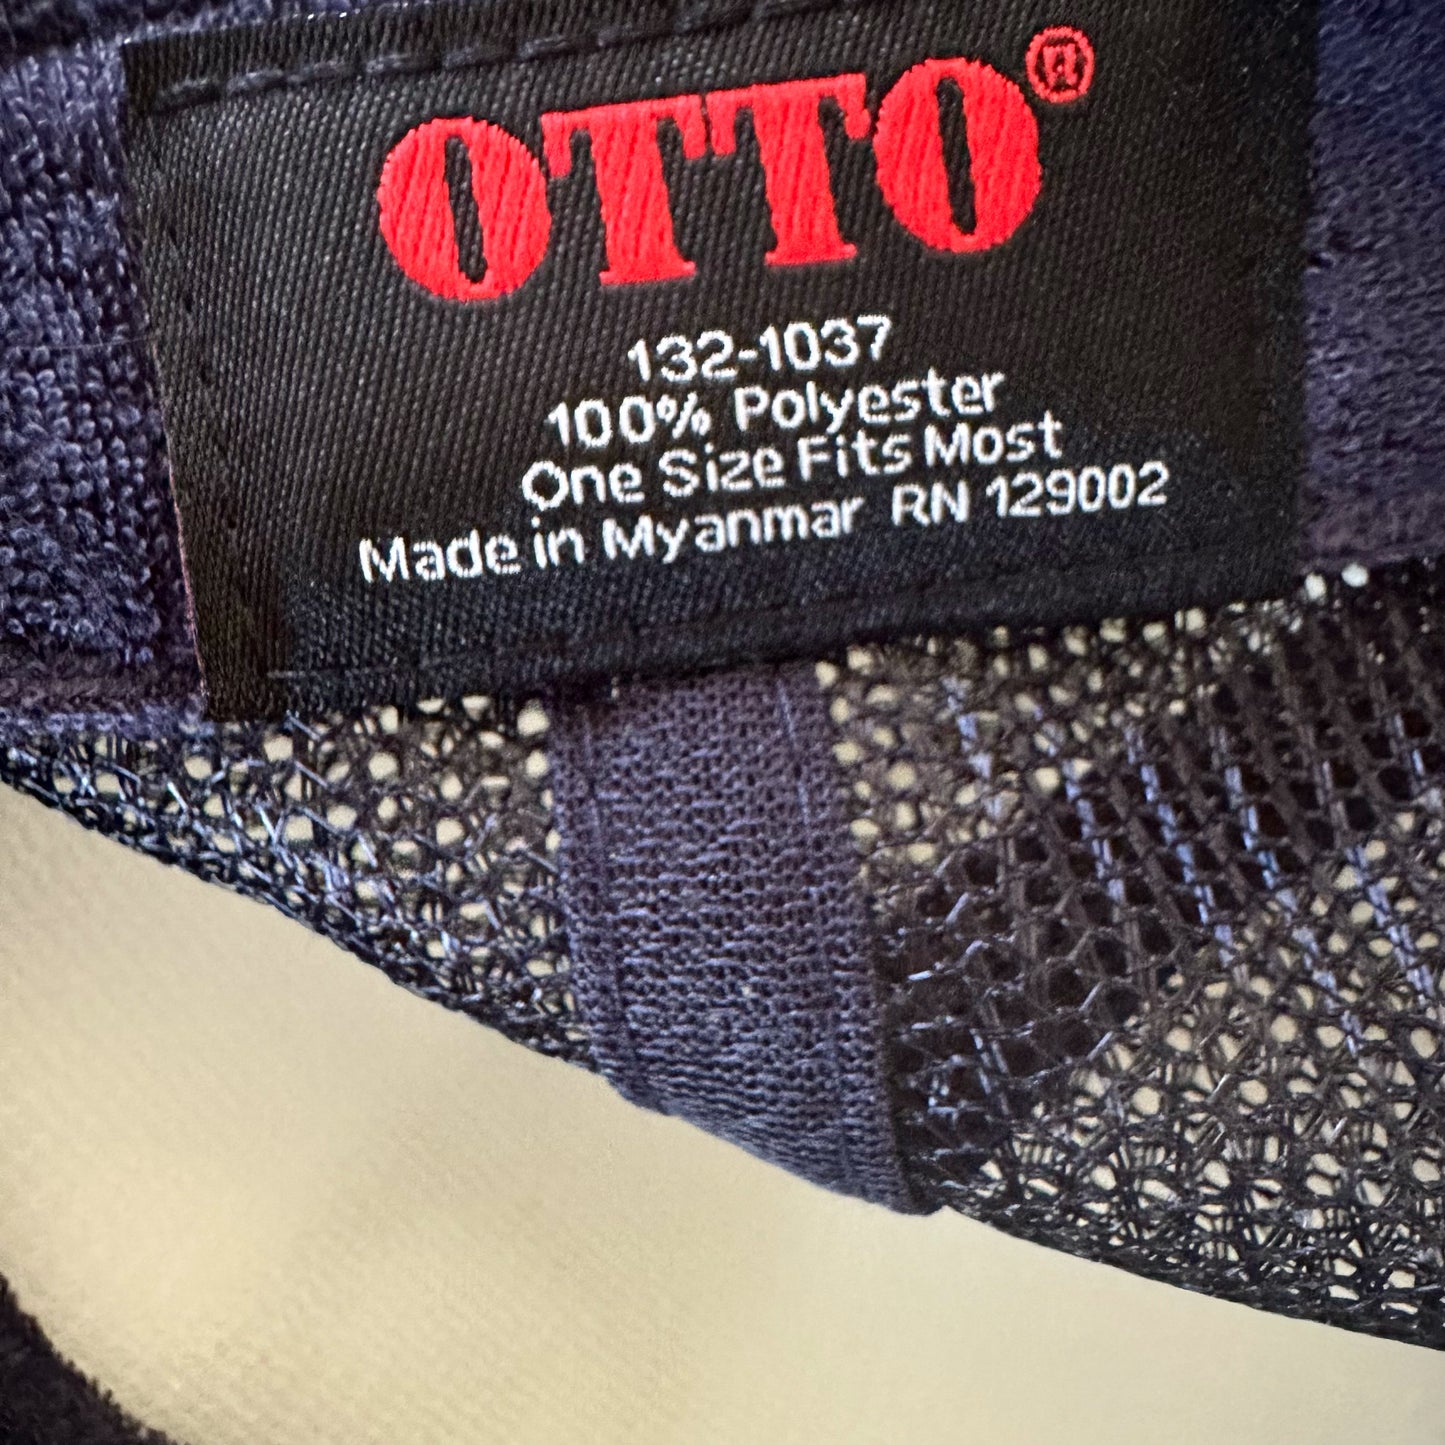 OTTO®
132-1037
100% Polyester
One Size Fits Most
Made in Myanmar RN 129002